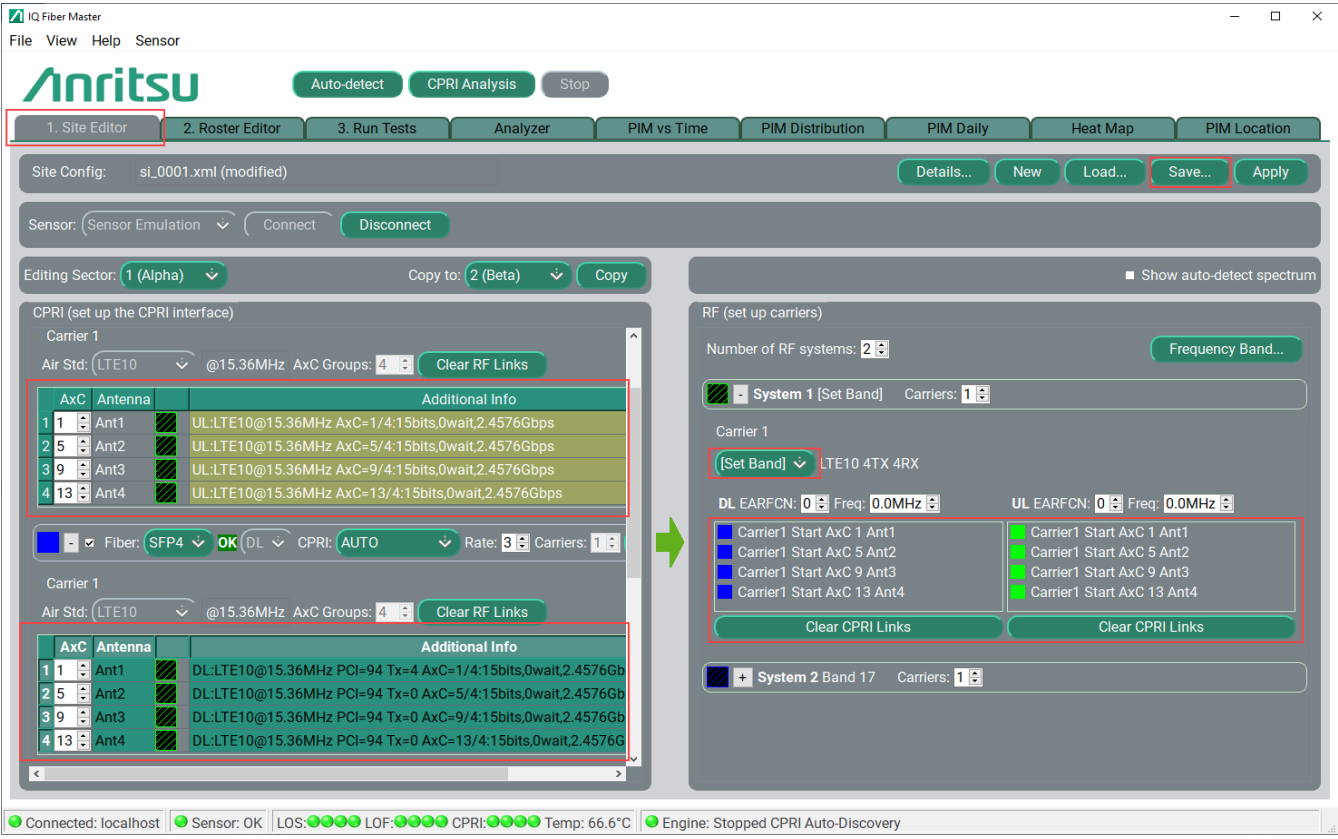 IQ Fiber Master
File View Help Sensor
Anritsu
Auto-detect CPRI Analysis Stop
1. Site Editor 2. Roster Editor 3. Run Tests Analyzer PIM vs Time PIM Distribution PIM Daily Heat Map PIM Location
Site Config: si_0001.xml (modified) Details... New Load... Save... Apply
Sensor: Sensor Emulation Connect Disconnect
Editing Sector: 1 (Alpha) Copy to: 2 (Beta) Copy
Show auto-detect spectrum
CPRI (set up the CPRI interface)
Carrier 1
Air Std: LTE10 @15.36MHz AxC Groups: 4 Clear RF Links
AxC Antenna Additional Info
1 1 Ant1 UL:LTE10@15.36MHz AxC=1/4:15bits,0wait,2.4576Gbps
2 5 Ant2 UL:LTE10@15.36MHz AxC=5/4:15bits,0wait,2.4576Gbps
3 9 Ant3 UL:LTE10@15.36MHz AxC=9/4:15bits,0wait,2.4576Gbps
4 13 Ant4 UL:LTE10@15.36MHz AxC=13/4:15bits,0wait,2.4576Gbps
- Fiber: SFP4 OK DL CPRI: AUTO Rate: 3 Carriers: 1
Carrier 1
Air Std: LTE10 @15.36MHz AxC Groups: 4 Clear RF Links
AxC Antenna Additional Info
1 1 Ant1 DL:LTE10@15.36MHz PCI=94 Tx=4 AxC=1/4:15bits,0wait,2.4576Gb
2 5 Ant2 DL:LTE10@15.36MHz PCI=94 Tx=0 AxC=5/4:15bits,0wait,2.4576Gb
3 9 Ant3 DL:LTE10@15.36MHz PCI=94 Tx=0 AxC=9/4:15bits,0wait,2.4576Gb
4 13 Ant4 DL:LTE10@15.36MHz PCI=94 Tx=0 AxC=13/4:15bits,0wait,2.4576G
RF (set up carriers)
Number of RF systems: 2 Frequency Band...
- System 1 [Set Band] Carriers: 1
Carrier 1
[Set Band] LTE10 4TX 4RX
DL EARFCN: 0 Freq: 0.0MHz UL EARFCN: 0 Freq: 0.0MHz
Carrier1 Start AxC 1 Ant1 Carrier1 Start AxC 1 Ant1
Carrier1 Start AxC 5 Ant2 Carrier1 Start AxC 5 Ant2
Carrier1 Start AxC 9 Ant3 Carrier1 Start AxC 9 Ant3
Carrier1 Start AxC 13 Ant4 Carrier1 Start AxC 13 Ant4
Clear CPRI Links Clear CPRI Links
+ System 2 Band 17 Carriers: 1
Connected: localhost Sensor: OK LOS: LOF: CPRI: Temp: 66.6°C Engine: Stopped CPRI Auto-Discovery